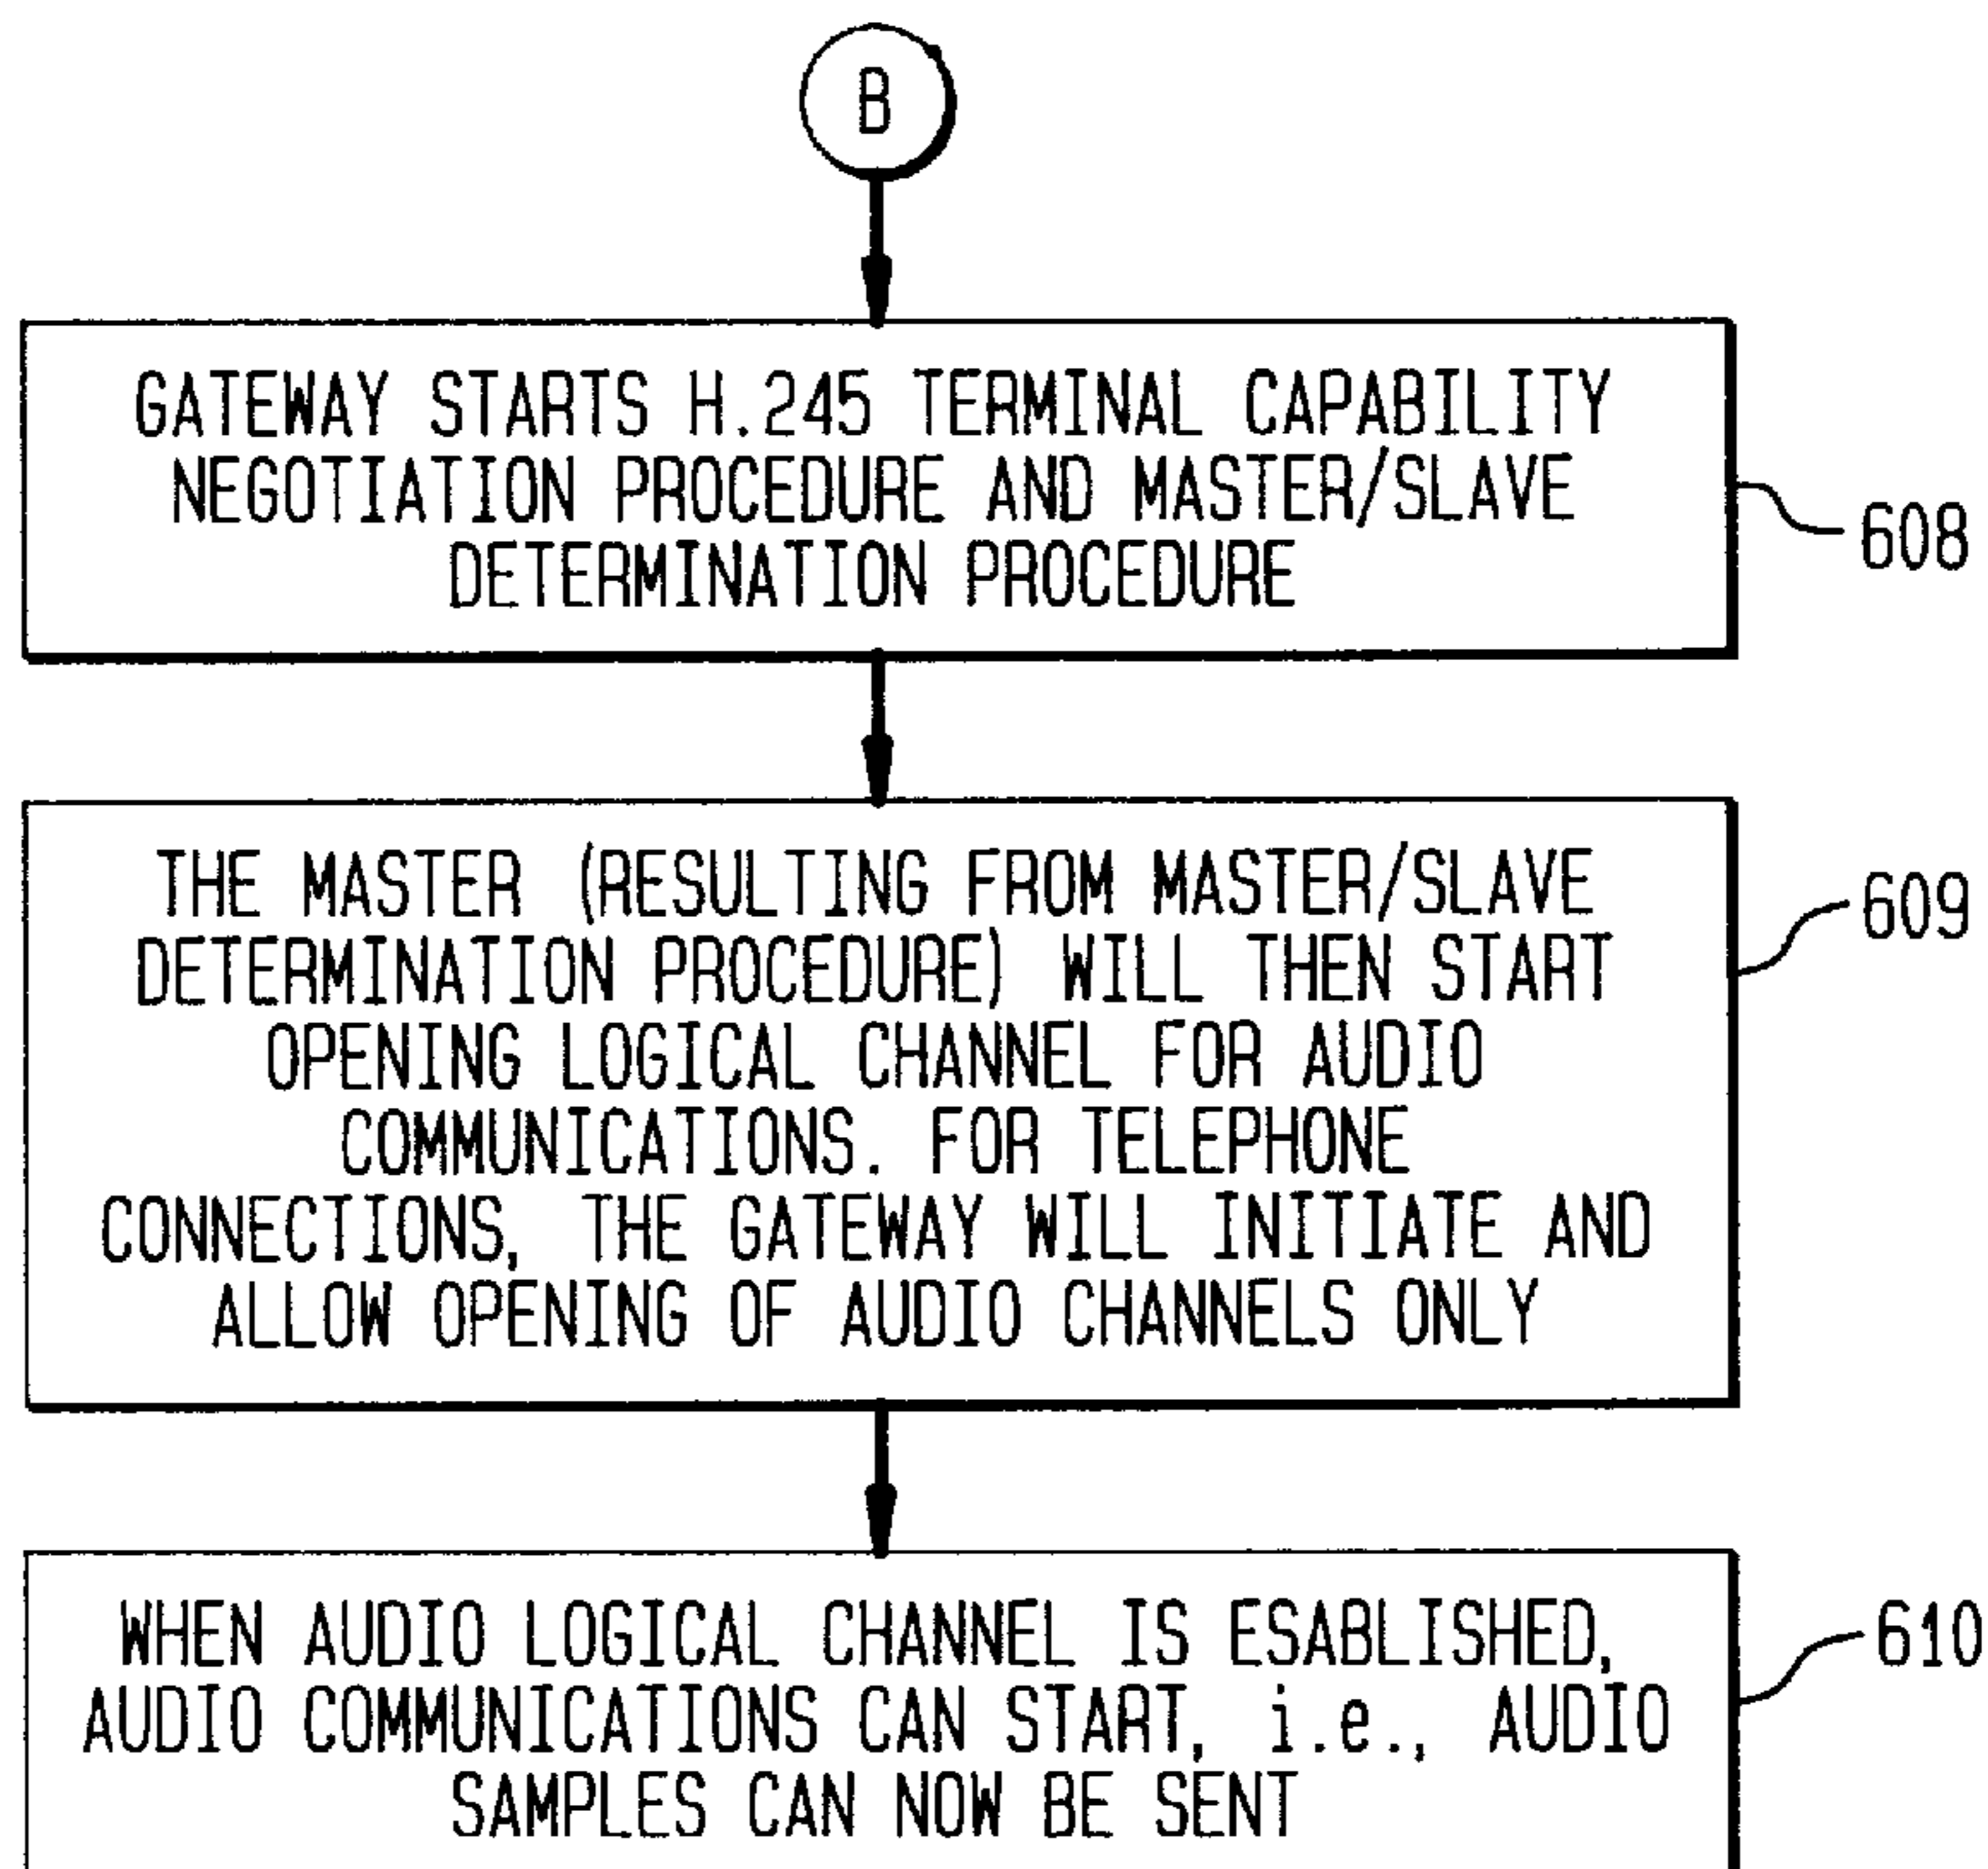 B
GATEWAY STARTS H.245 TERMINAL CAPABILITY
NEGOTIATION PROCEDURE AND MASTER/SLAVE
DETERMINATION PROCEDURE
608
THE MASTER (RESULTING FROM MASTER/SLAVE
DETERMINATION PROCEDURE) WILL THEN START
OPENING LOGICAL CHANNEL FOR AUDIO
COMMUNICATIONS. FOR TELEPHONE
CONNECTIONS, THE GATEWAY WILL INITIATE AND
ALLOW OPENING OF AUDIO CHANNELS ONLY
609
WHEN AUDIO LOGICAL CHANNEL IS ESABLISHED,
AUDIO COMMUNICATIONS CAN START, i.e., AUDIO
SAMPLES CAN NOW BE SENT
610